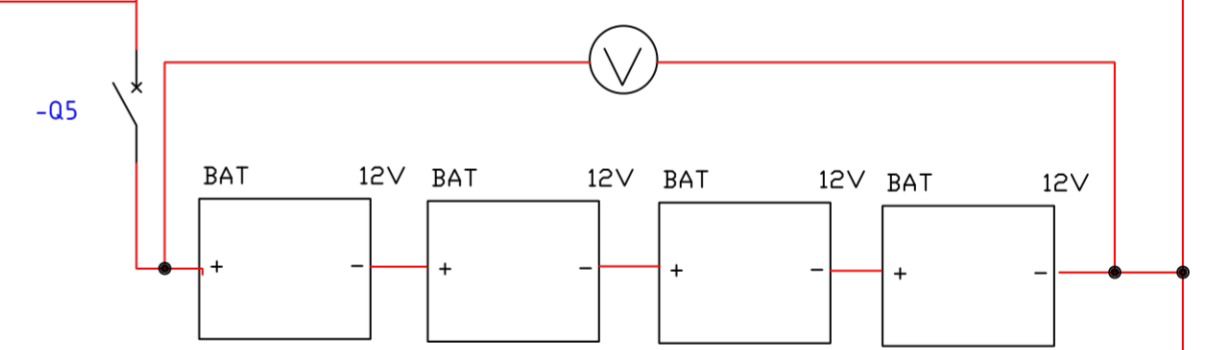 V
-Q5
BAT 12V BAT 12V BAT 12V BAT 12V
+ - + - + - + -